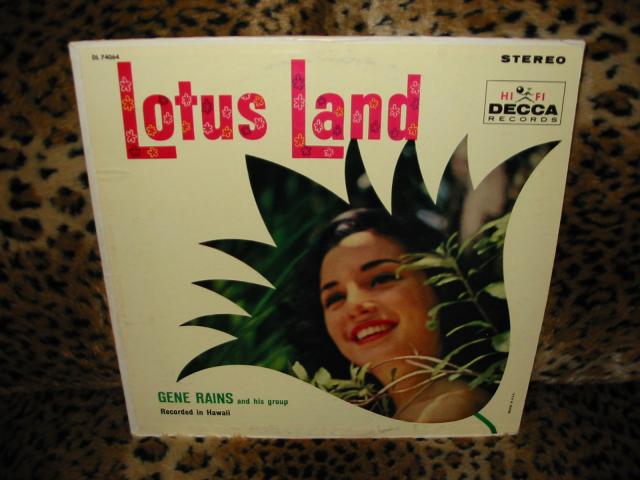 DL 74064
STEREO
Lotus Land
HI FI
DECCA
RECORDS
GENE RAINS and his group
Recorded in Hawaii